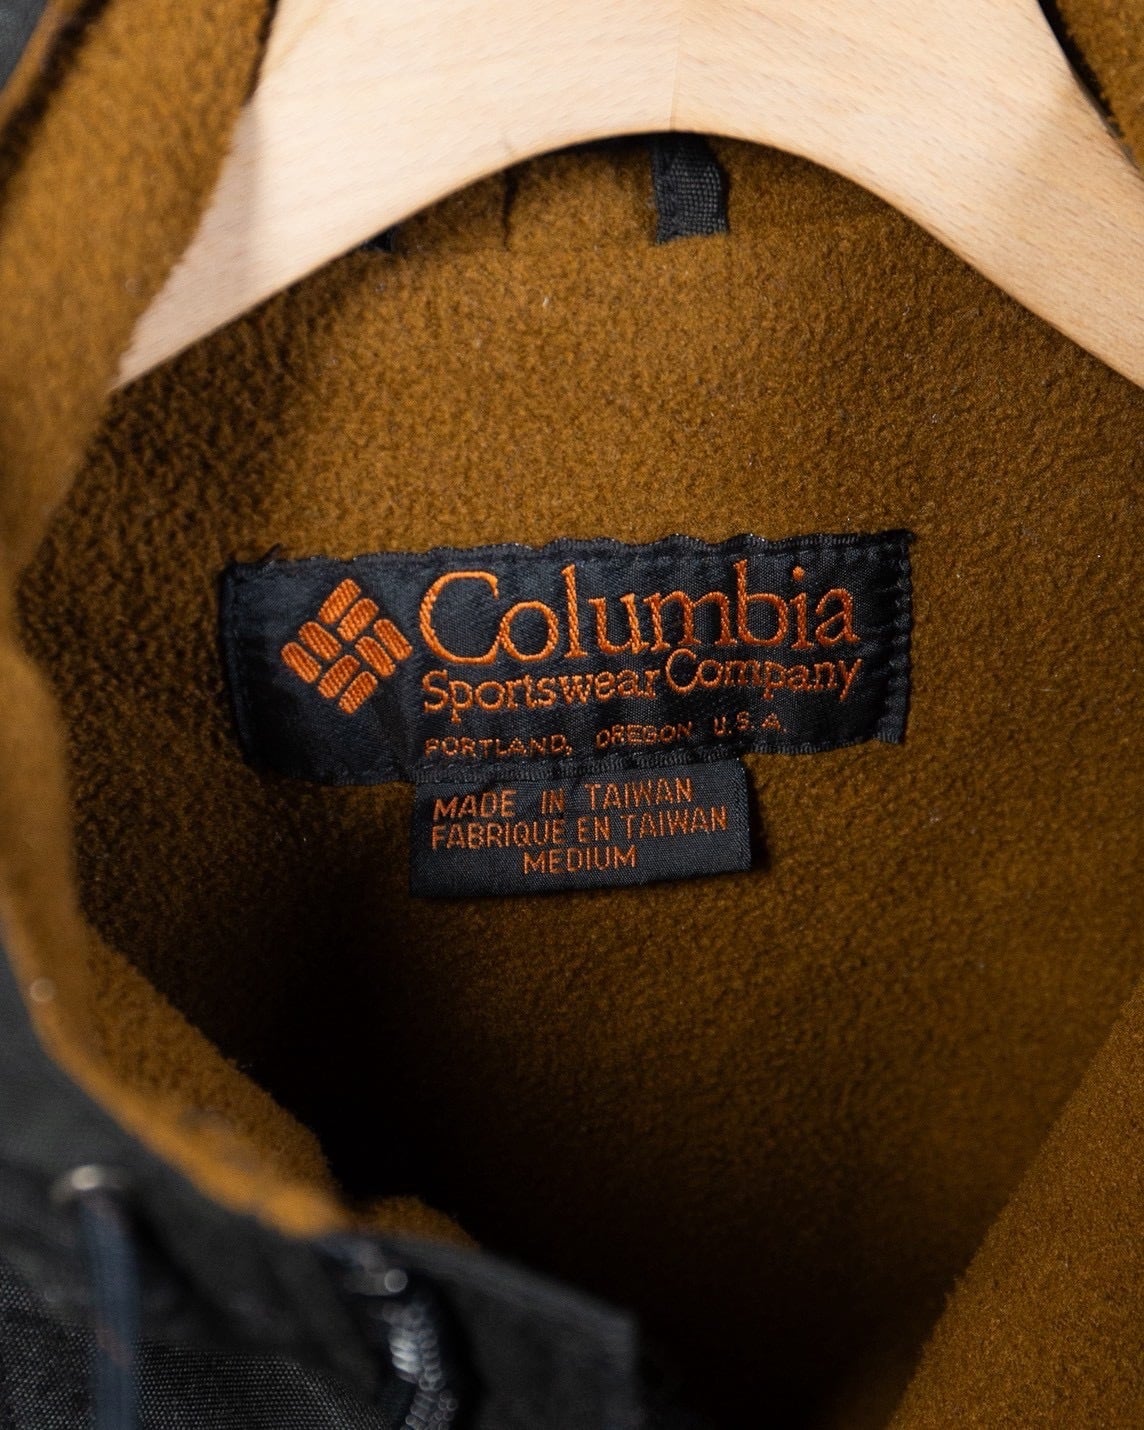 Columbia
Sportswear Company
PORTLAND, OREGON U.S.A.
MADE IN TAIWAN
FABRIQUE EN TAIWAN
MEDIUM